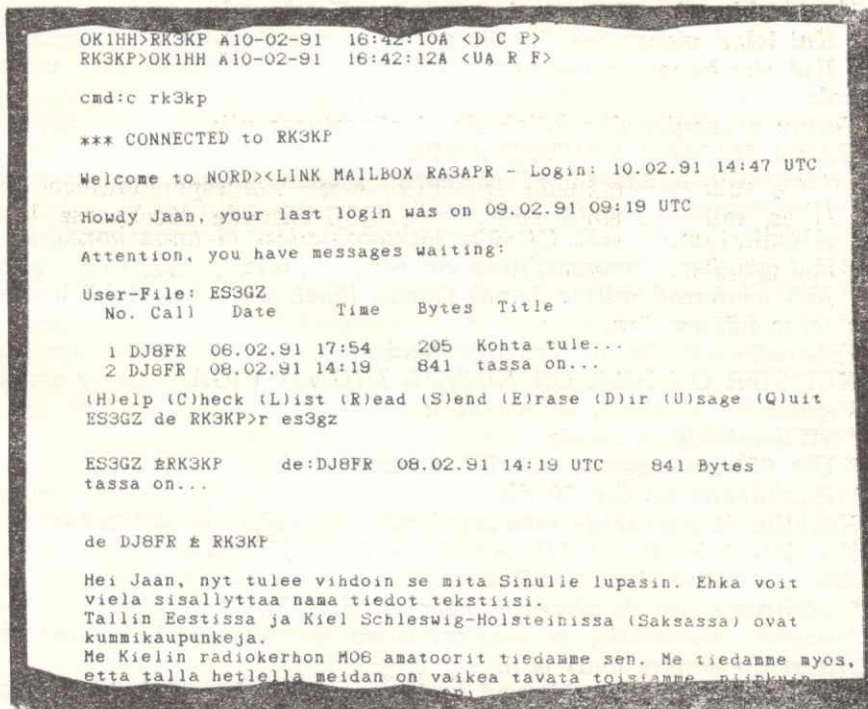 OK1HH>RK3KP A10-02-91 16:42:10A <D C P>
RK3KP>OK1HH A10-02-91 16:42:12A <UA R F>
cmd:c rk3kp
*** CONNECTED to RK3KP
Welcome to NORD><LINK MAILBOX RA3APR - Login: 10.02.91 14:47 UTC
Howdy Jaan, your last login was on 09.02.91 09:19 UTC
Attention, you have messages waiting:
User-File: ES3GZ
No. Call Date Time Bytes Title
1 DJ8FR 06.02.91 17:54 205 Kohta tule...
2 DJ8FR 08.02.91 14:19 841 tassa on...
(H)elp (C)heck (L)ist (R)ead (S)end (E)rase (D)ir (U)sage (Q)uit
ES3GZ de RK3KP>r es3gz
ES3GZ £RK3KP de:DJ8FR 08.02.91 14:19 UTC 841 Bytes
tassa on...
de DJ8FR £ RK3KP
Hei Jaan, nyt tulee vihdoin se mita Sinulle lupasin. Ehka voit
viela sisallyttaa nama tiedot tekstiisi.
Tallin Eestissa ja Kiel Schleswig-Holsteinissa (Saksassa) ovat
kummikaupunkeja.
Me Kielin radiokerhon M06 amatoorit tiedamme sen. Me tiedamme myos,
etta talla hetlella meidan on vaikea tavata toisiamme, niinkuin